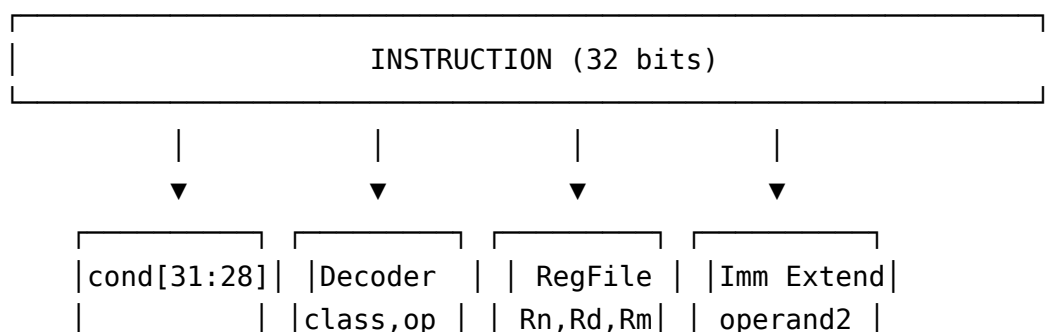 INSTRUCTION (32 bits)
cond[31:28] Decoder RegFile Imm Extend
class,op Rn,Rd,Rm operand2